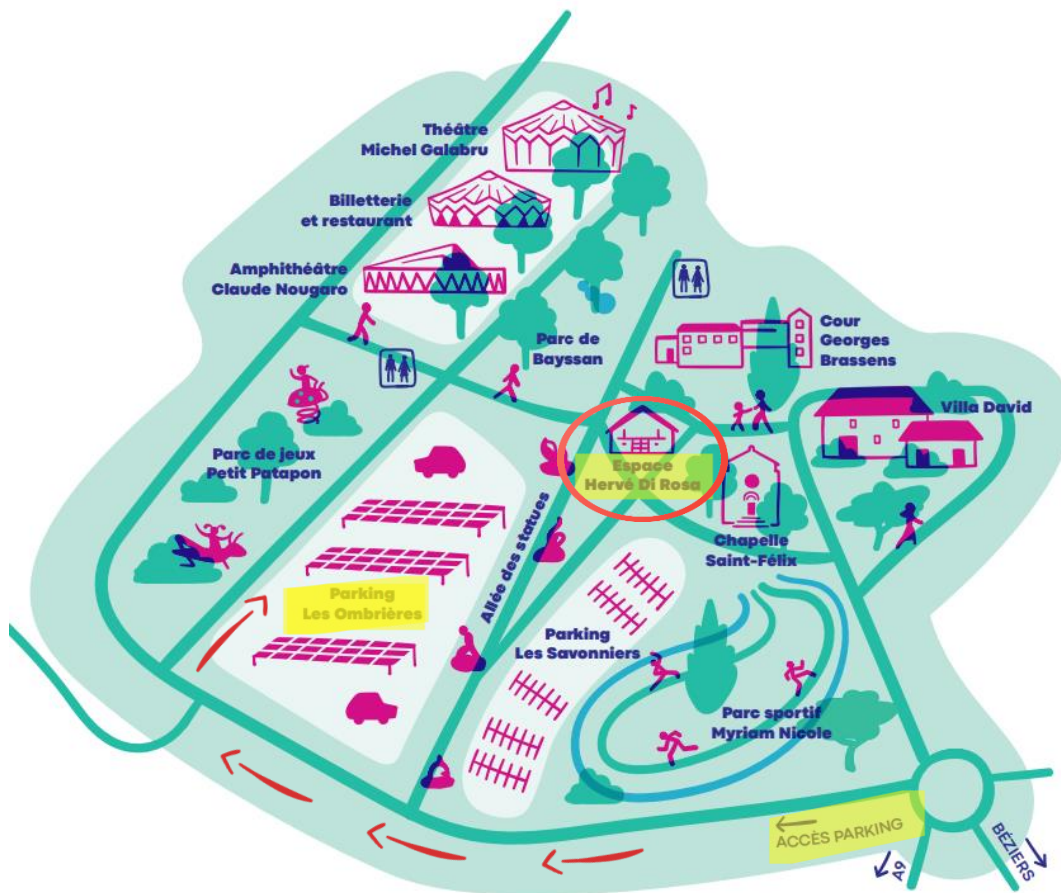 Théâtre
Michel Galabru
Billetterie
et restaurant
Amphithéâtre
Claude Nougaro
Parc de
Bayssan
Cour
Georges
Brassens
Villa David
Espace
Hervé Di Rosa
Parc de jeux
Petit Patapon
Allée des statues
Chapelle
Saint-Félix
Parking
Les Ombrières
Parking
Les Savonniers
Parc sportif
Myriam Nicole
ACCÈS PARKING
A9
BÉZIERS